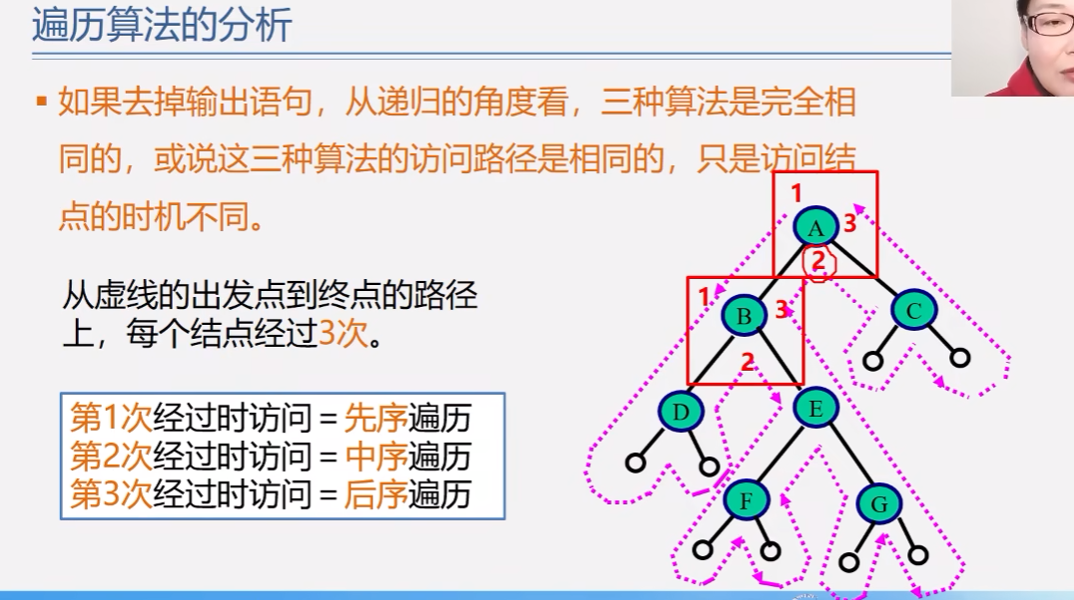 遍历算法的分析
如果去掉输出语句，从递归的角度看，三种算法是完全相
同的，或说这三种算法的访问路径是相同的，只是访问结
点的时机不同。
从虚线的出发点到终点的路径
上，每个结点经过3次。
第1次经过时访问=先序遍历
第2次经过时访问=中序遍历
第3次经过时访问=后序遍历
1
A 3
2
1
B 3
C
2
D
E
F
G